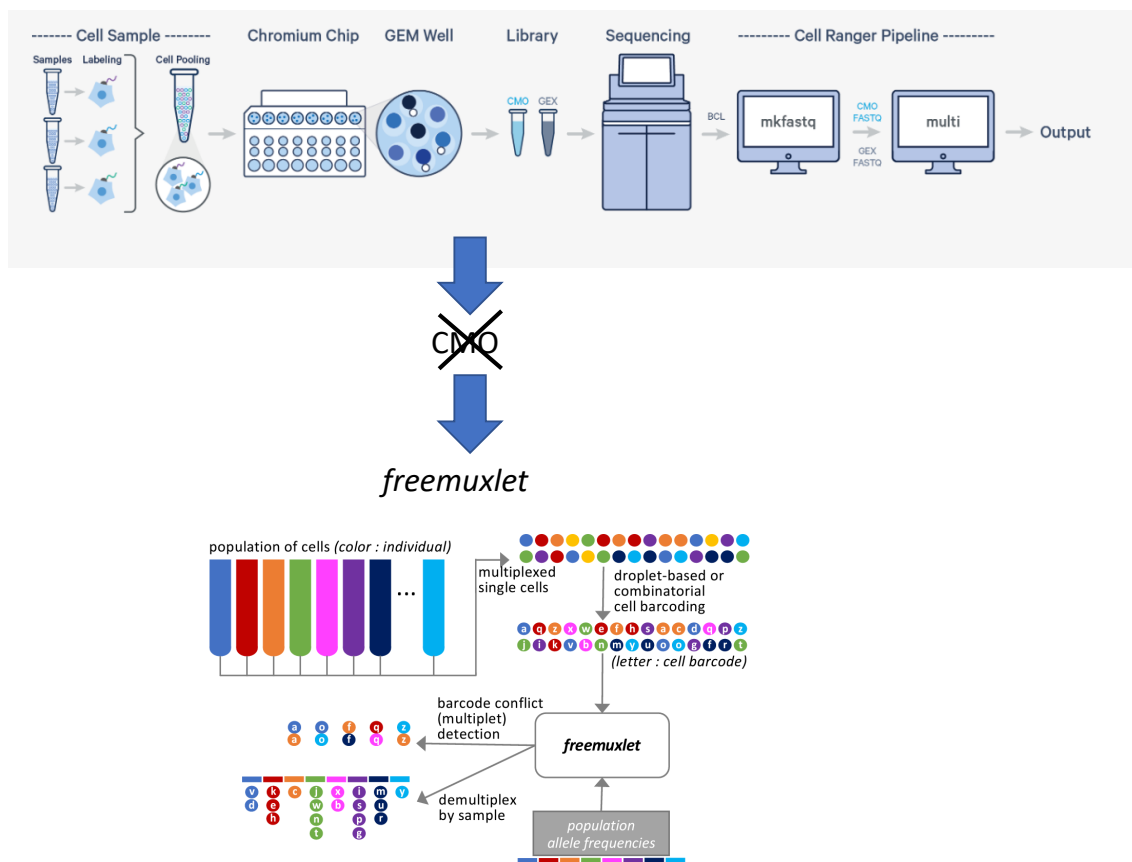 ------- Cell Sample -------
Chromium Chip
GEM Well
Library
Sequencing
---------- Cell Ranger Pipeline ----------
Samples
Labeling
Cell Pooling
CMO
GEX
BCL
mkfastq
CMO
FASTQ
GEX
FASTQ
multi
Output
CMO
freemuxlet
population of cells (color : individual)
...
multiplexed
single cells
droplet-based or
combinatorial
cell barcoding
a q z x w e f h s a c d q p z
j i k v b n m y u o o g f r t
(letter : cell barcode)
barcode conflict
(multiplet)
detection
a o f q z
a o f q z
freemuxlet
v k c j x i m y
d e w b s u
h n p r
t g
demultiplex
by sample
population
allele frequencies